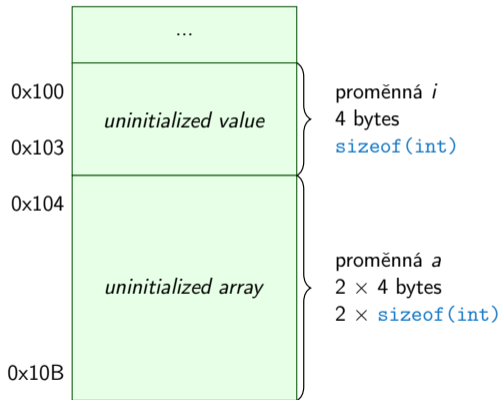 ...
0x100
uninitialized value
0x103
proměnná i
4 bytes
sizeof(int)
0x104
uninitialized array
0x10B
proměnná a
2 × 4 bytes
2 × sizeof(int)